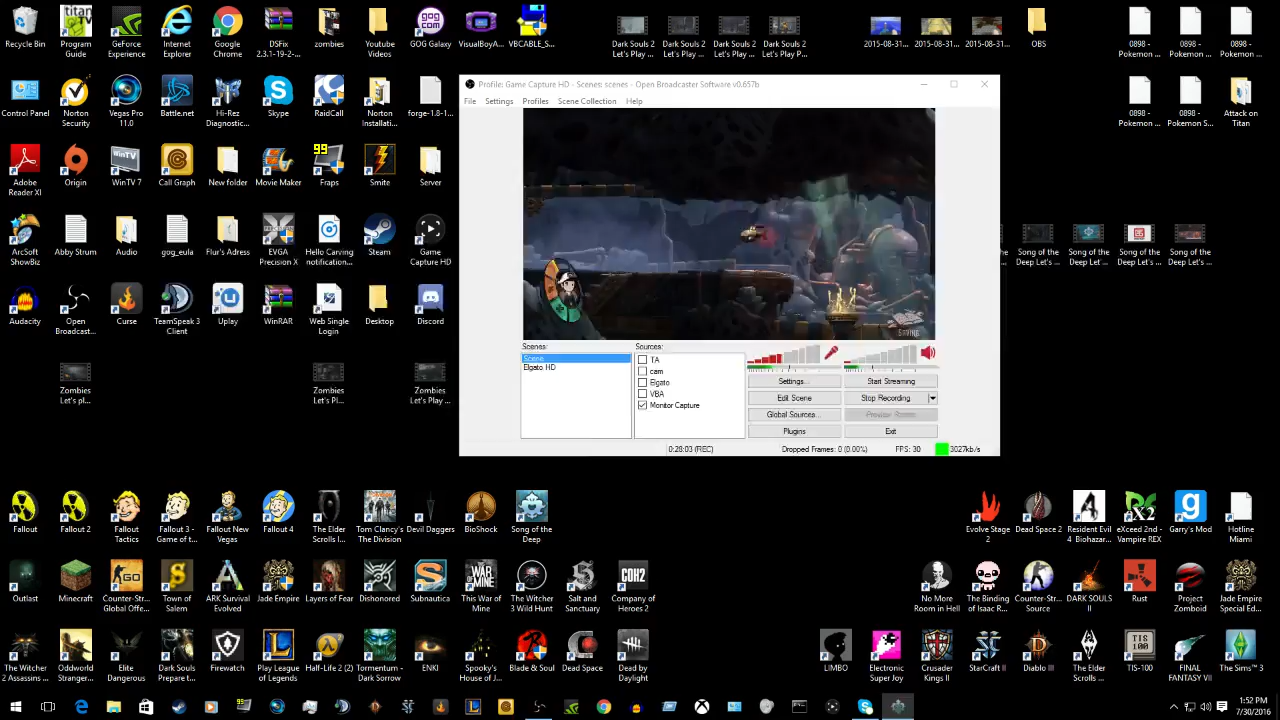 Recycle Bin
titan
Program Guide
GeForce Experience
Internet Explorer
Google Chrome
DSFix 2.3.1-19-2-...
zombies
Youtube Videos
GOG COM
GOG Galaxy
VisualBoyA...
VBCABLE_S...
Dark Souls 2 Let's Play ...
Dark Souls 2 Let's Play ...
Dark Souls 2 Let's Play ...
Dark Souls 2 Let's Play P...
2015-08-31...
2015-08-31...
2015-08-31...
OBS
0898 - Pokemon ...
0898 - Pokemon ...
0898 - Pokemon ...
Control Panel
Norton Security
Vegas Pro 11.0
Battle.net
Hi-Rez Diagnostic...
Skype
RaidCall
Norton Installati...
forge-1.8-1...
0898 - Pokemon ...
0898 - Pokemon S...
Attack on Titan
Profile: Game Capture HD - Scenes: scenes - Open Broadcaster Software v0.657b
File Settings Profiles Scene Collection Help
Saving
Adobe Reader XI
Origin
WinTV 7
Call Graph
New folder
Movie Maker
99
Fraps
Smite
Server
ArcSoft ShowBiz
Abby Strum
Audio
gog_eula
Flur's Adress
EVGA Precision X
Hello Carving notification...
Steam
Game Capture HD
Song of the Deep Let's ...
Song of the Deep Let's ...
Song of the Deep Let's ...
Audacity
Open Broadcast...
Curse
TeamSpeak 3 Client
Uplay
WinRAR
Web Single Login
Desktop
Discord
Zombies Let's pl...
Zombies Let's Pl...
Zombies Let's Play ...
Scenes:
Scene
Elgato HD
Sources:
TA
cam
Elgato
VBA
Monitor Capture
Settings...
Start Streaming
Edit Scene
Stop Recording
Global Sources...
Preview Stream
Plugins
Exit
0:28:03 (REC)
Dropped Frames: 0 (0.00%)
FPS: 30
3027kb/s
Fallout
Fallout 2
Fallout Tactics
Fallout 3 - Game of t...
Fallout New Vegas
Fallout 4
The Elder Scrolls I...
Tom Clancy's The Division
Devil Daggers
BioShock
Song of the Deep
Evolve Stage 2
Dead Space 2
Resident Evil 4 Biohazar...
eXceed 2nd - Vampire REX
Garry's Mod
Hotline Miami
Outlast
Minecraft
Counter-Str... Global Offe...
Town of Salem
ARK Survival Evolved
Jade Empire
Layers of Fear
Dishonored
Subnautica
This War of Mine
The Witcher 3 Wild Hunt
Salt and Sanctuary
COH2
Company of Heroes 2
No More Room in Hell
The Binding of Isaac R...
Counter-Str... Source
DARK SOULS II
Rust
Project Zomboid
Jade Empire Special Ed...
The Witcher 2 Assassins ...
Oddworld Stranger...
Elite Dangerous
Dark Souls Prepare t...
Firewatch
Play League of Legends
Half-Life 2 (2)
Tormentum - Dark Sorrow
ENKI
Spooky's House of J...
Blade & Soul
Dead Space
Dead by Daylight
LIMBO
Electronic Super Joy
Crusader Kings II
StarCraft II
Diablo III
The Elder Scrolls ...
TIS-100
FINAL FANTASY VII
The Sims™ 3
1:52 PM
7/30/2016